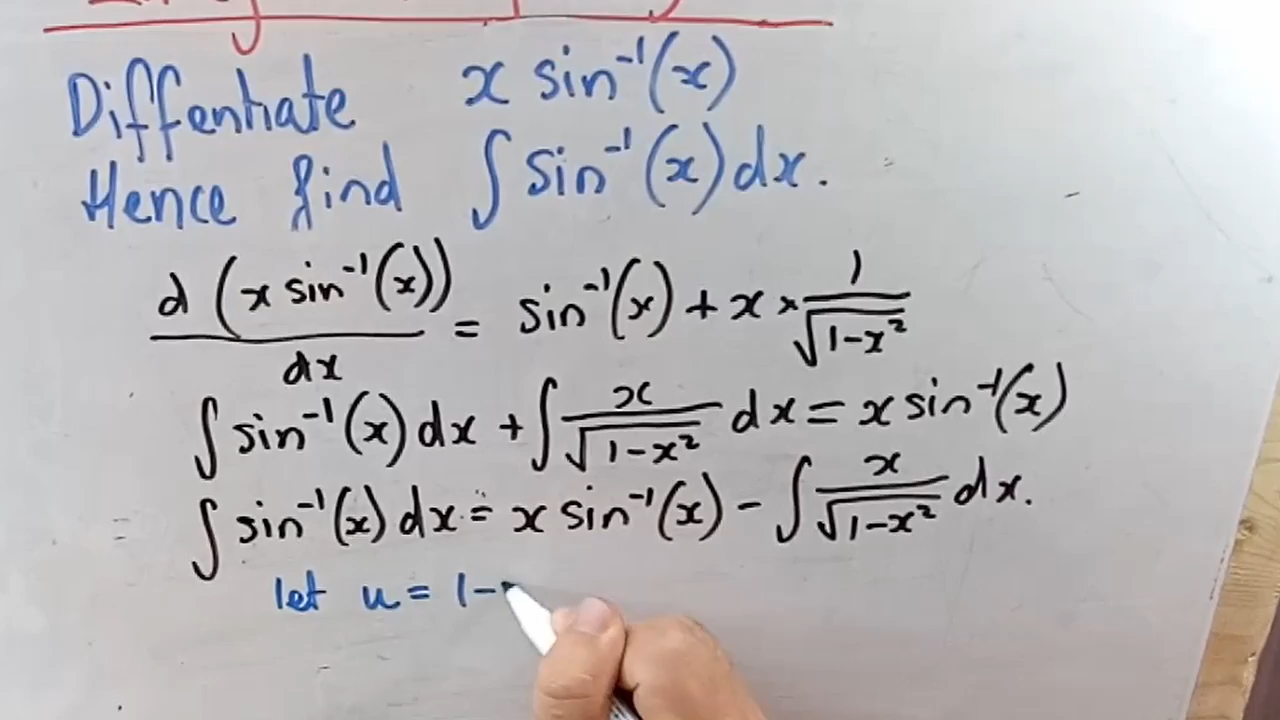 Diffentiate x sin⁻¹(x)
Hence find ∫ sin⁻¹(x) dx.
d (x sin⁻¹(x)) / dx = sin⁻¹(x) + x × 1/√(1-x²)
∫ sin⁻¹(x) dx + ∫ x/√(1-x²) dx = x sin⁻¹(x)
∫ sin⁻¹(x) dx = x sin⁻¹(x) - ∫ x/√(1-x²) dx.
let u = 1-